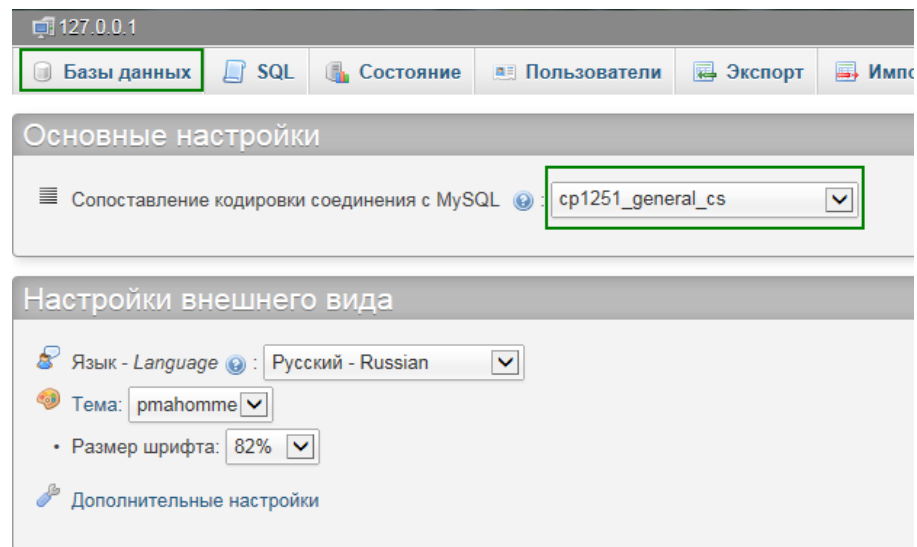 127.0.0.1
Базы данных SQL Состояние Пользователи Экспорт
Основные настройки
Сопоставление кодировки соединения с MySQL : cp1251_general_cs
Настройки внешнего вида
Язык - Language : Русский - Russian
Тема: pmahomme
• Размер шрифта: 82%
Дополнительные настройки